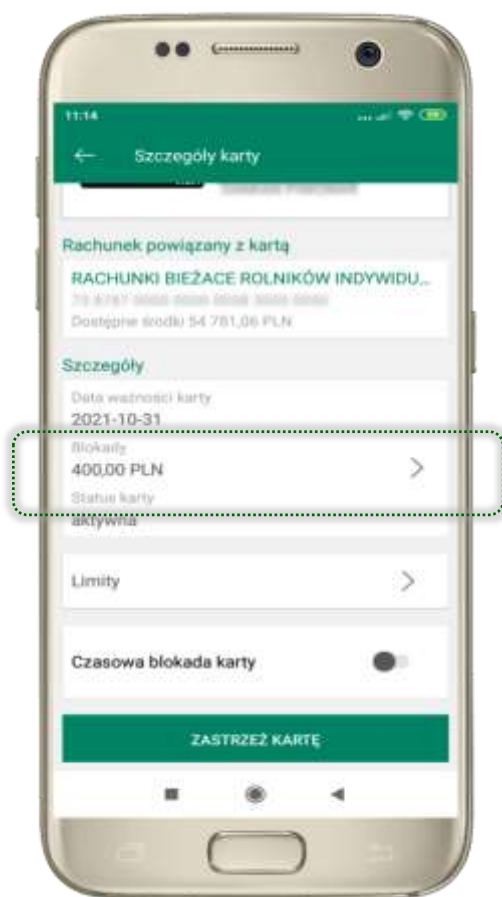 11:14
Szczegóły karty
Rachunek powiązany z kartą
RACHUNKI BIEŻACE ROLNIKÓW INDYWIDU...
Dostępne środki 54 781,06 PLN
Szczegóły
Data ważności karty
2021-10-31
Blokady
400,00 PLN
Status karty
aktywna
Limity
Czasowa blokada karty
ZASTRZEŻ KARTĘ